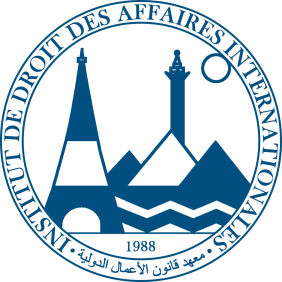 INSTITUT DE DROIT DES AFFAIRES INTERNATIONALES
1988
معهد قانون الأعمال الدولية